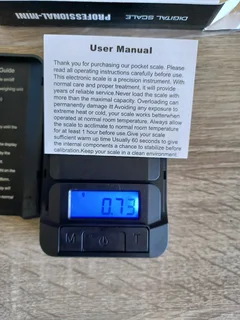 DIGITAL SCALE
PROFESSIONAL-MINI
Guide
User Manual
Thank you for purchasing our pocket scale. Please
read all operating instructions carefully before use.
This electronic scale is a precision instrument, With
normal care and proper treatment, it will provide
years of reliable service.Never load the scale with
more than the maximal capacity. Overloading can
permanently damage it Avoiding any exposure to
extreme heat or cold, your scale works betterwhen
operated at normal room temperature. Always allow
the scale to acclimate to normal room temperature
for at least 1 hour before use.Give your scale
sufficient warm up time Usually 60 seconds to give
the internal components a chance to stabilize before
calibration.Keep your scale in a clean environment.
0.73
M
T